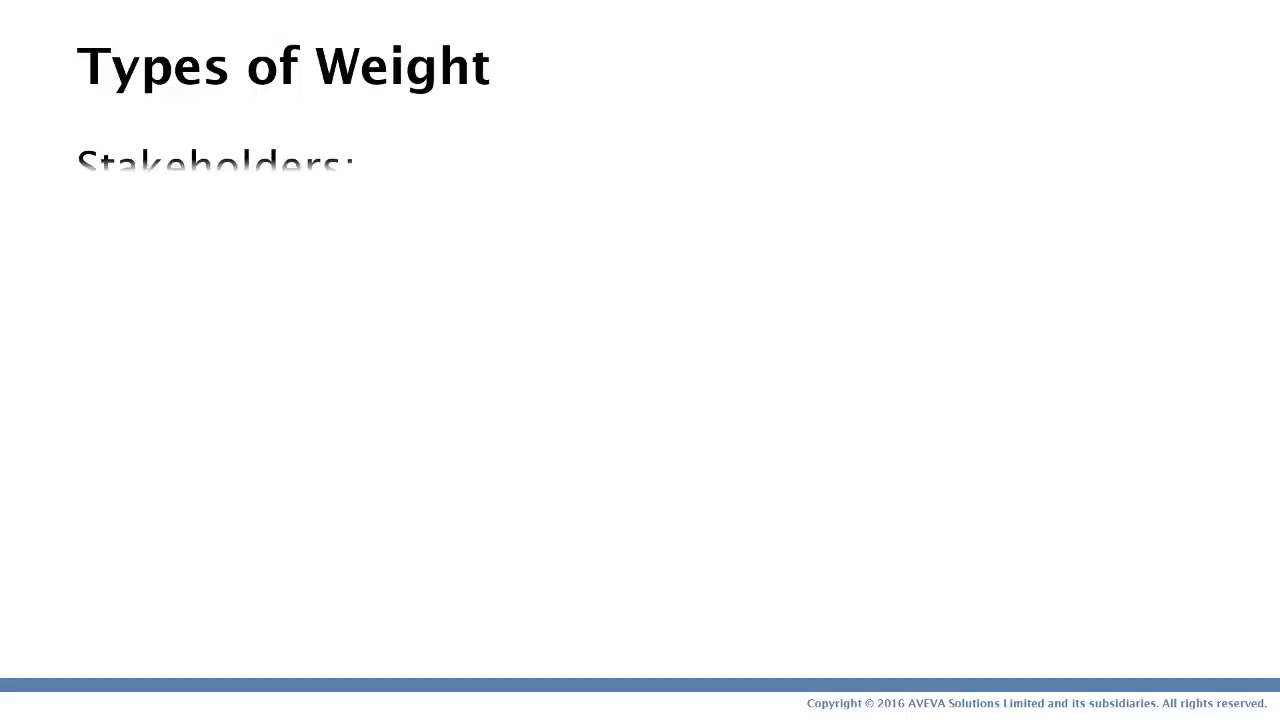 Types of Weight
Stakeholders:
Copyright © 2016 AVEVA Solutions Limited and its subsidiaries. All rights reserved.